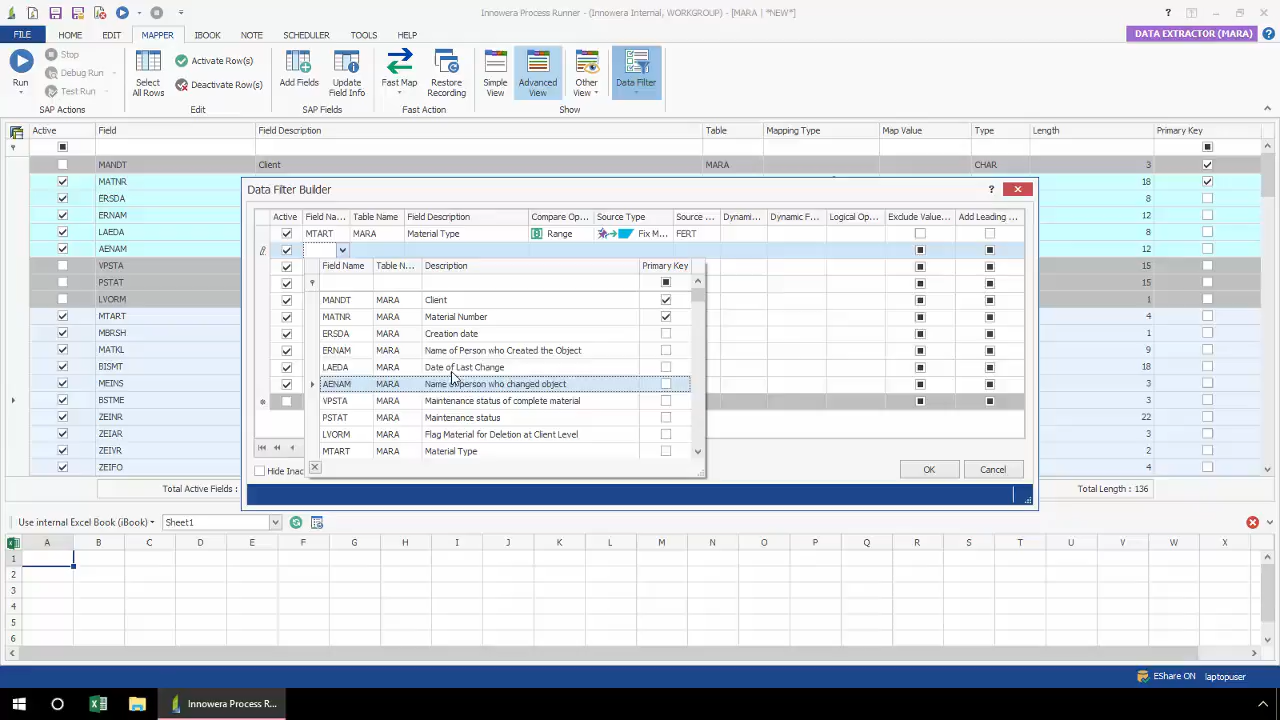 Innowera Process Runner - (Innowera Internal, WORKGROUP) - [MARA | *NEW*]
FILE HOME EDIT MAPPER IBOOK NOTE SCHEDULER TOOLS HELP DATA EXTRACTOR (MARA)
Run Stop Debug Run Test Run SAP Actions
Select All Rows Activate Row(s) Deactivate Row(s) Edit
Add Fields Update Field Info SAP Fields
Fast Map Restore Recording Fast Action
Simple View Advanced View Other View Show
Data Filter
Active Field Field Description Table Mapping Type Map Value Type Length Primary Key
MANDT Client MARA CHAR 3
MATNR 18
ERSDA 8
ERNAM 12
LAEDA 8
AENAM 12
VPSTA 15
PSTAT 15
LVORM 1
MTART 4
MBRSH 1
MATKL 9
BISMT 18
MEINS 3
BSTME 3
ZEINR 22
ZEIAR 3
ZEIVR 2
ZEIFO 4
Total Active Fields : Total Length : 136
Data Filter Builder ?
Active Field Na... Table Name Field Description Compare Op... Source Type Source ... Dynami... Dynamic F... Logical Op... Exclude Value... Add Leading ...
MTART MARA Material Type Range Fix M... FERT
Field Name Table N... Description Primary Key
MANDT MARA Client
MATNR MARA Material Number
ERSDA MARA Creation date
ERNAM MARA Name of Person who Created the Object
LAEDA MARA Date of Last Change
AENAM MARA Name of person who changed object
VPSTA MARA Maintenance status of complete material
PSTAT MARA Maintenance status
LVORM MARA Flag Material for Deletion at Client Level
MTART MARA Material Type
Hide Inac OK Cancel
Use internal Excel Book (iBook) Sheet1
A B C D E F G H I J K L M N O P Q R S T U V W X
1
2
3
4
5
6
EShare ON laptopuser
Innowera Process R...